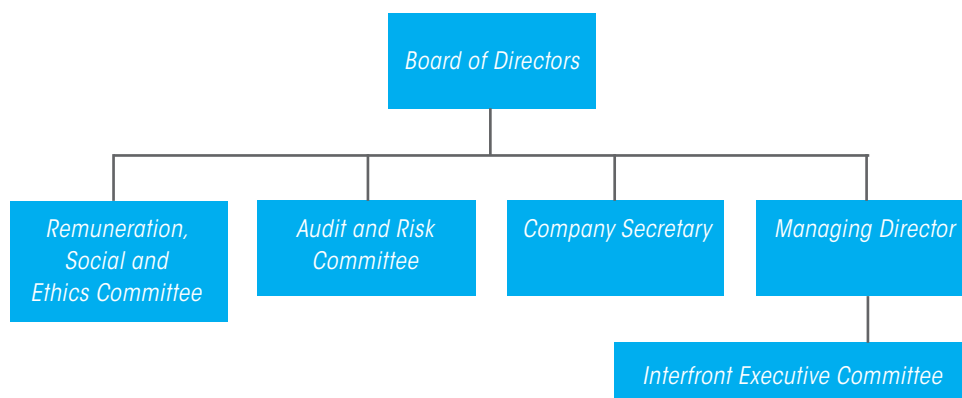 Board of Directors
Remuneration,
Social and
Ethics Committee
Audit and Risk
Committee
Company Secretary
Managing Director
Interfront Executive Committee